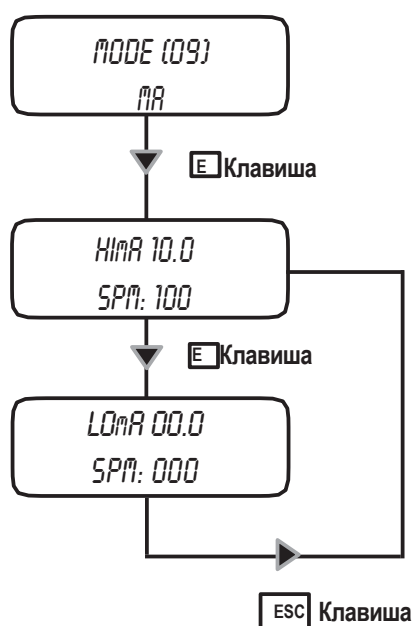 MODE (09)
MA
E Клавиша
HImA 10.0
SPM: 100
E Клавиша
LOmA 00.0
SPM: 000
ESC Клавиша